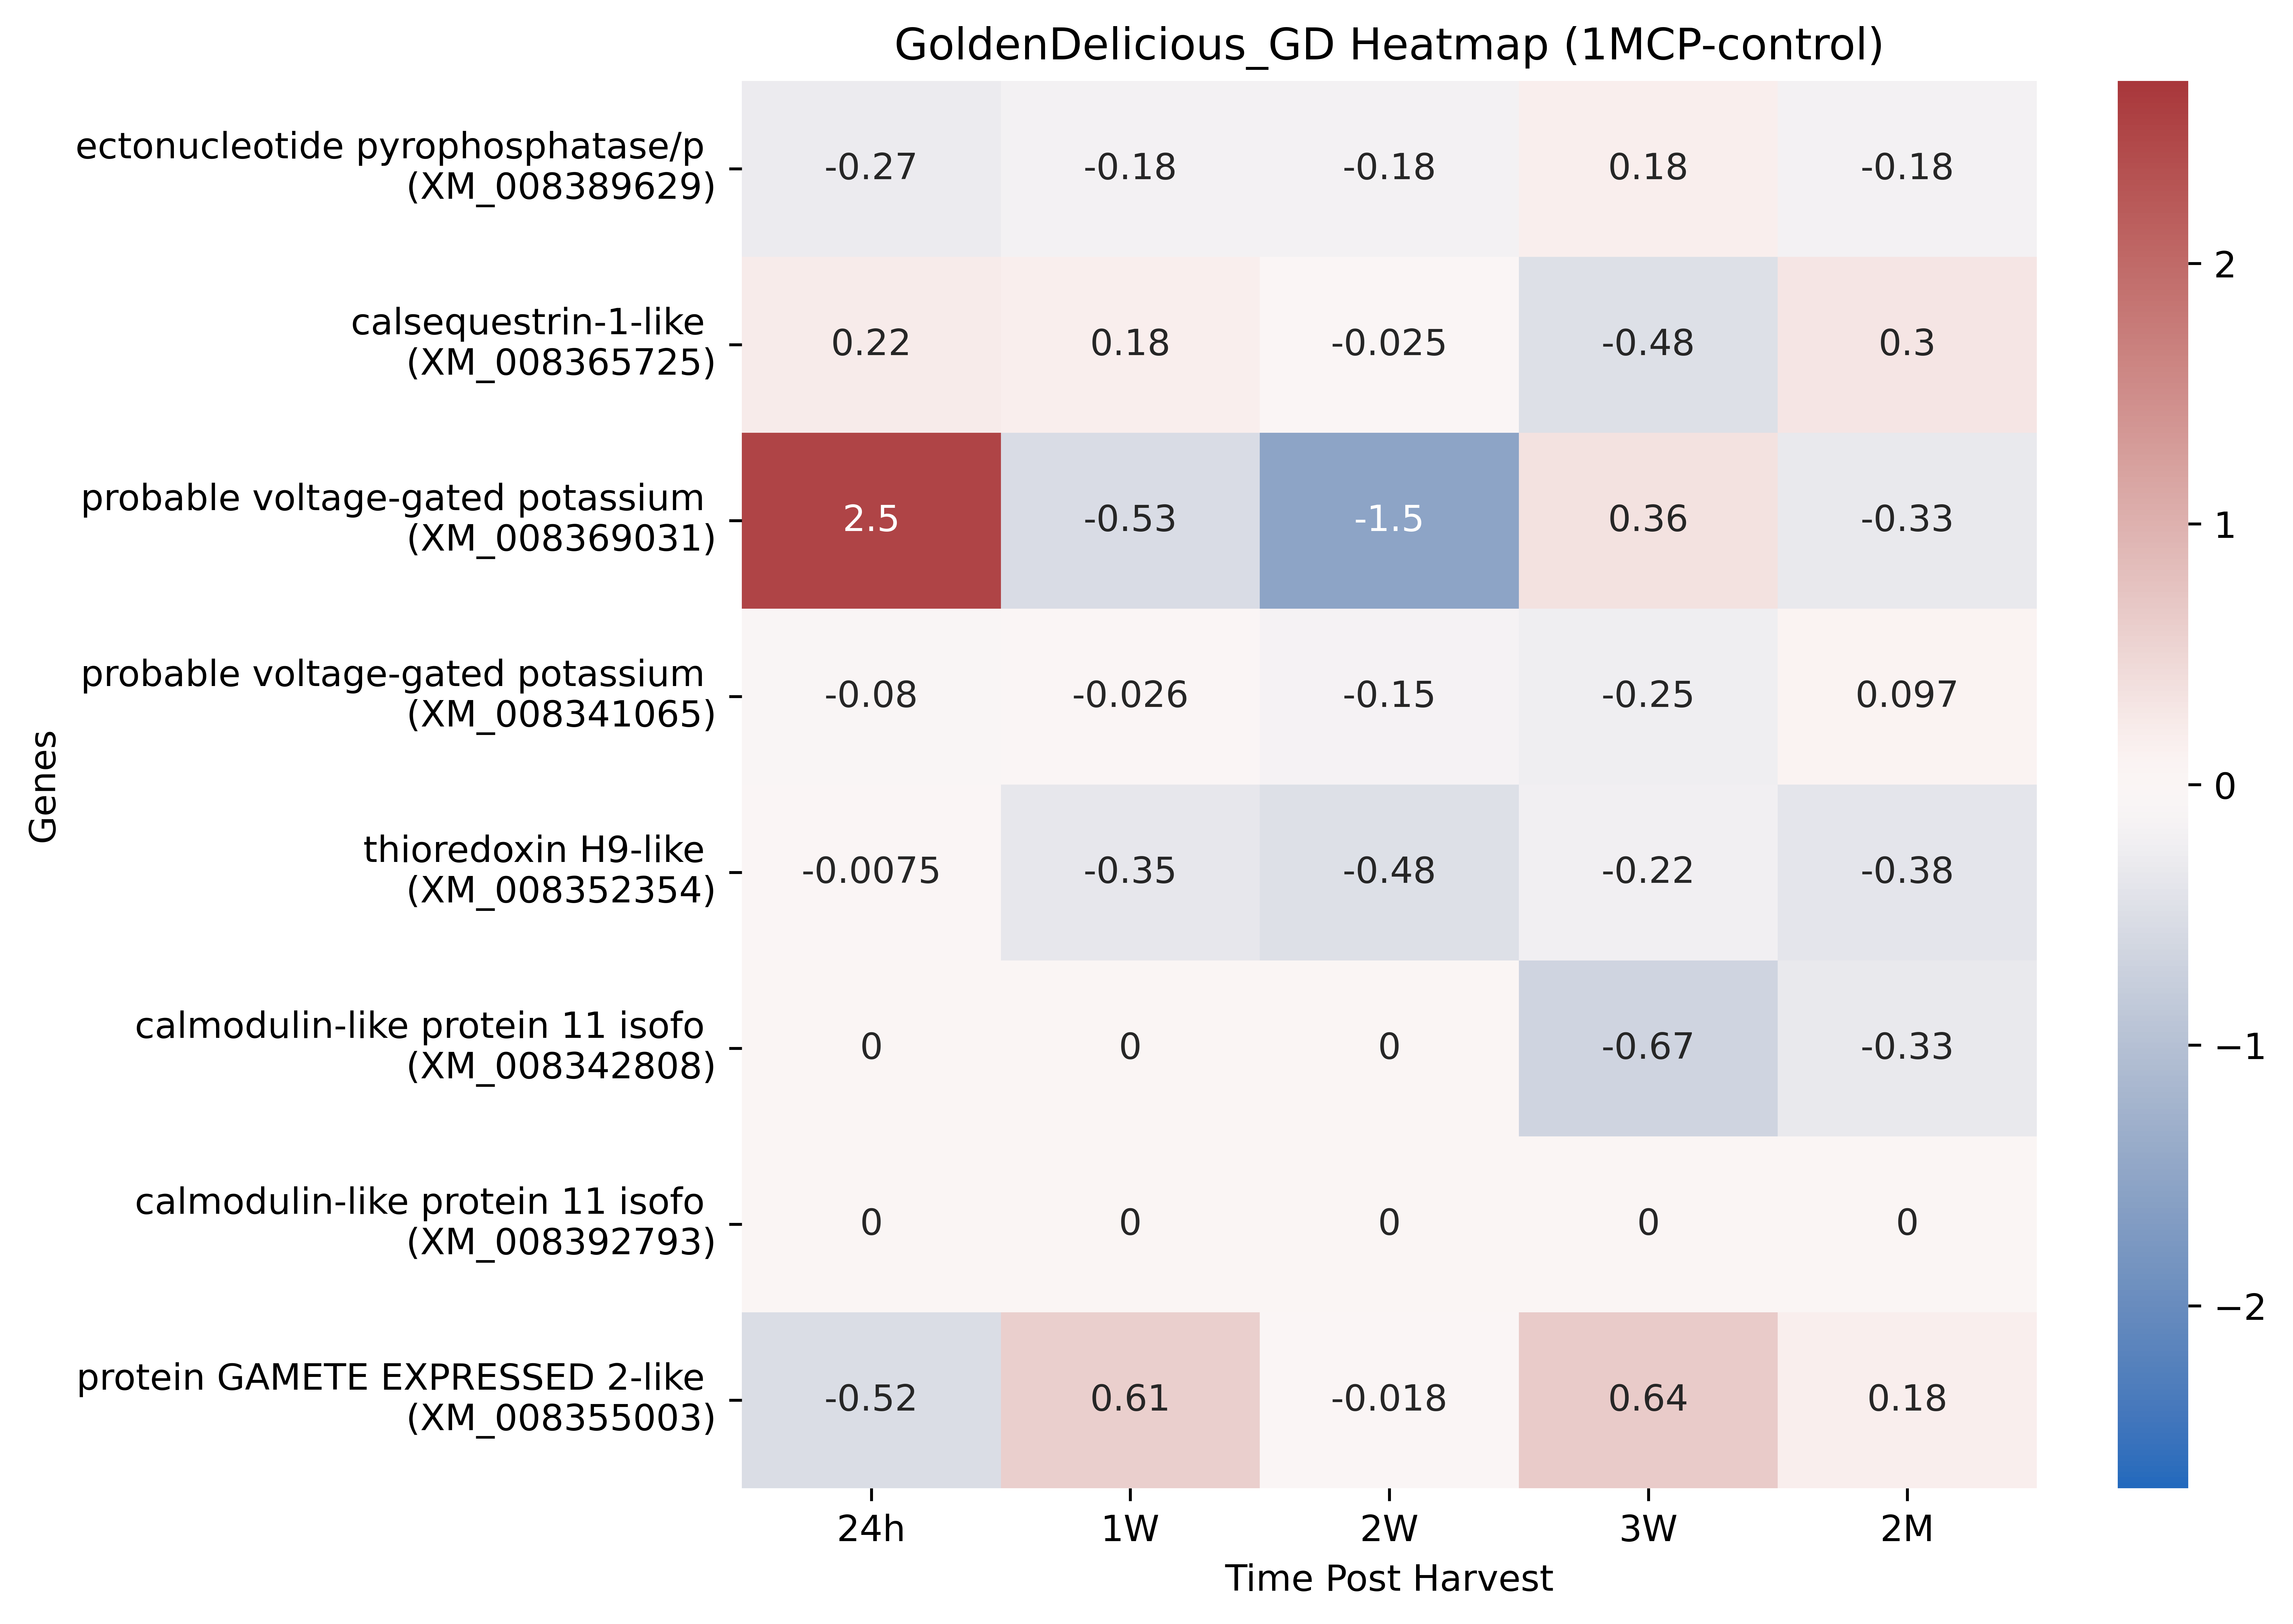 GoldenDelicious_GD Heatmap (1MCP-control)
ectonucleotide pyrophosphatase/p
(XM_008389629)
-0.27 -0.18 -0.18 0.18 -0.18
calsequestrin-1-like
(XM_008365725)
0.22 0.18 -0.025 -0.48 0.3
probable voltage-gated potassium
(XM_008369031)
2.5 -0.53 -1.5 0.36 -0.33
probable voltage-gated potassium
(XM_008341065)
-0.08 -0.026 -0.15 -0.25 0.097
thioredoxin H9-like
(XM_008352354)
-0.0075 -0.35 -0.48 -0.22 -0.38
calmodulin-like protein 11 isofo
(XM_008342808)
0 0 0 -0.67 -0.33
calmodulin-like protein 11 isofo
(XM_008392793)
0 0 0 0 0
protein GAMETE EXPRESSED 2-like
(XM_008355003)
-0.52 0.61 -0.018 0.64 0.18
Genes
24h 1W 2W 3W 2M
Time Post Harvest
2
1
0
−1
−2